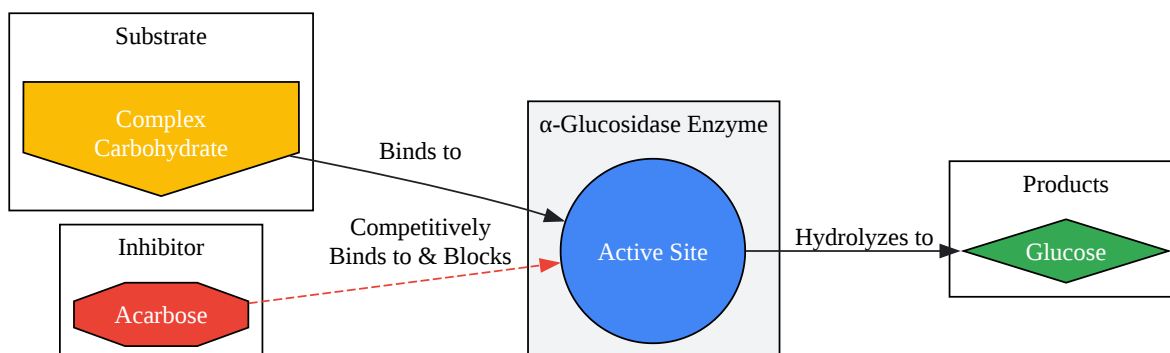 Substrate
Complex
Carbohydrate
Binds to
Inhibitor
Acarbose
Competitively
Binds to & Blocks
α-Glucosidase Enzyme
Active Site
Hydrolyzes to
Products
Glucose